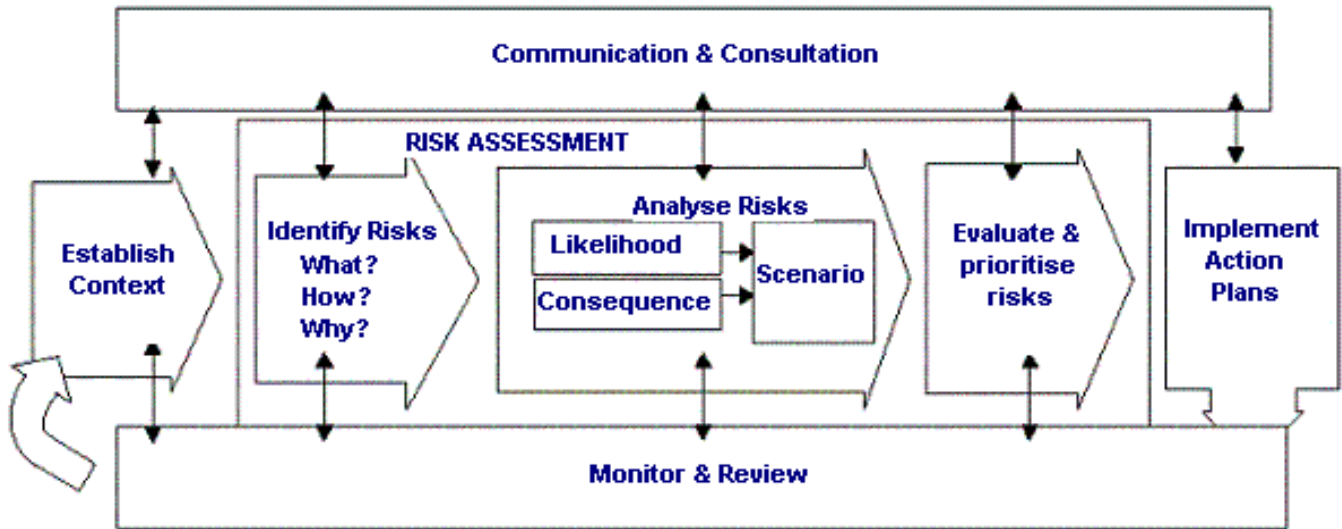 Communication & Consultation
RISK ASSESSMENT
Establish
Context
Identify Risks
What?
How?
Why?
Analyse Risks
Likelihood
Consequence
Scenario
Evaluate &
prioritise
risks
Implement
Action
Plans
Monitor & Review